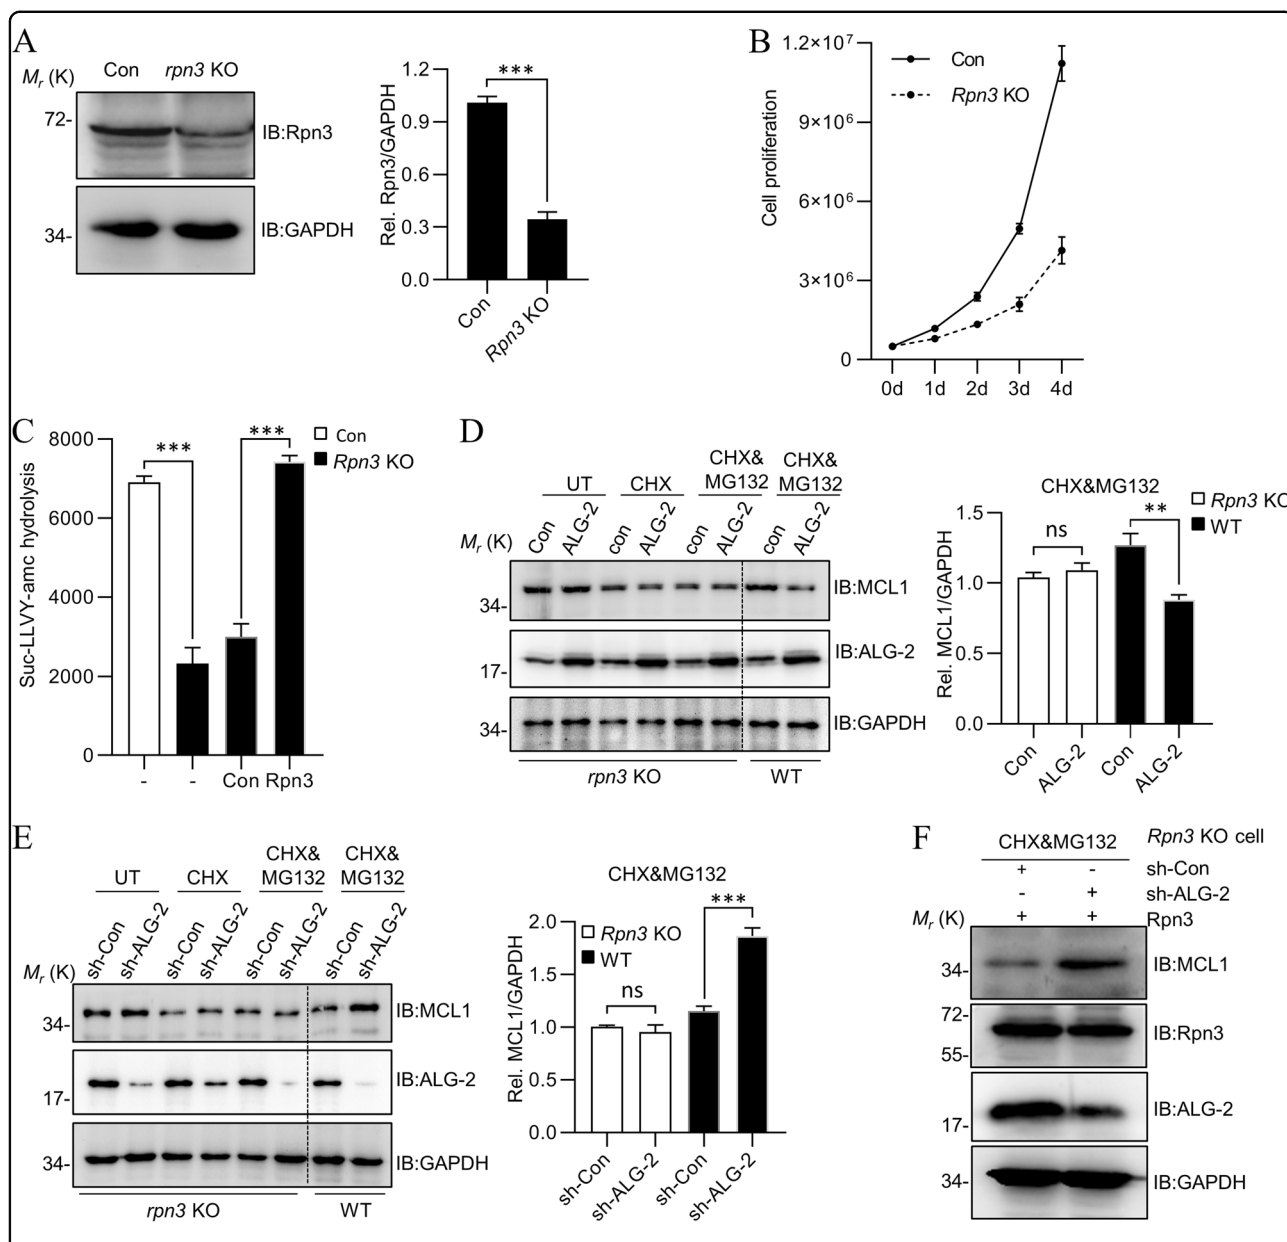 A
Mr (K)
Con
rpn3 KO
72-
IB:Rpn3
34-
IB:GAPDH
Rel. Rpn3/GAPDH
1.2
0.9
0.6
0.3
0.0
***
Con
Rpn3 KO
B
Cell proliferation
1.2×10⁷
9×10⁶
6×10⁶
3×10⁶
0
Con
Rpn3 KO
0d 1d 2d 3d 4d
C
Suc-LLVY-amc hydrolysis
8000
6000
4000
2000
0
***
***
Con
Rpn3 KO
- - Con Rpn3
D
UT
CHX
CHX&
MG132
CHX&
MG132
Mr (K)
Con
ALG-2
con
ALG-2
con
ALG-2
con
ALG-2
34-
IB:MCL1
17-
IB:ALG-2
34-
IB:GAPDH
rpn3 KO
WT
CHX&MG132
Rpn3 KO
WT
Rel. MCL1/GAPDH
1.5
1.0
0.5
0.0
ns
**
Con
ALG-2
Con
ALG-2
E
UT
CHX
CHX&
MG132
CHX&
MG132
Mr (K)
sh-Con
sh-ALG-2
sh-Con
sh-ALG-2
sh-Con
sh-ALG-2
sh-Con
sh-ALG-2
34-
IB:MCL1
17-
IB:ALG-2
34-
IB:GAPDH
rpn3 KO
WT
CHX&MG132
Rpn3 KO
WT
Rel. MCL1/GAPDH
2.0
1.5
1.0
0.5
0.0
ns
***
sh-Con
sh-ALG-2
sh-Con
sh-ALG-2
F
CHX&MG132
Rpn3 KO cell
+ - sh-Con
- + sh-ALG-2
Mr (K) + + Rpn3
34-
IB:MCL1
72-
55-
IB:Rpn3
17-
IB:ALG-2
34-
IB:GAPDH